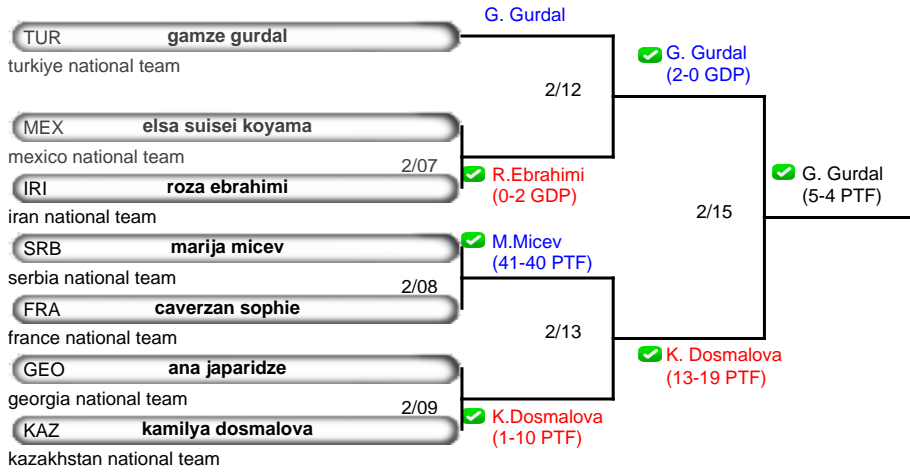 G. Gurdal
TUR gamze gurdal
turkiye national team
G. Gurdal
(2-0 GDP)
2/12
MEX elsa suisei koyama
mexico national team
2/07
R.Ebrahimi
(0-2 GDP)
IRI roza ebrahimi
iran national team
G. Gurdal
(5-4 PTF)
2/15
SRB marija micev
serbia national team
M.Micev
(41-40 PTF)
2/08
FRA caverzan sophie
france national team
2/13
K. Dosmalova
(13-19 PTF)
GEO ana japaridze
georgia national team
2/09
K.Dosmalova
(1-10 PTF)
KAZ kamilya dosmalova
kazakhstan national team